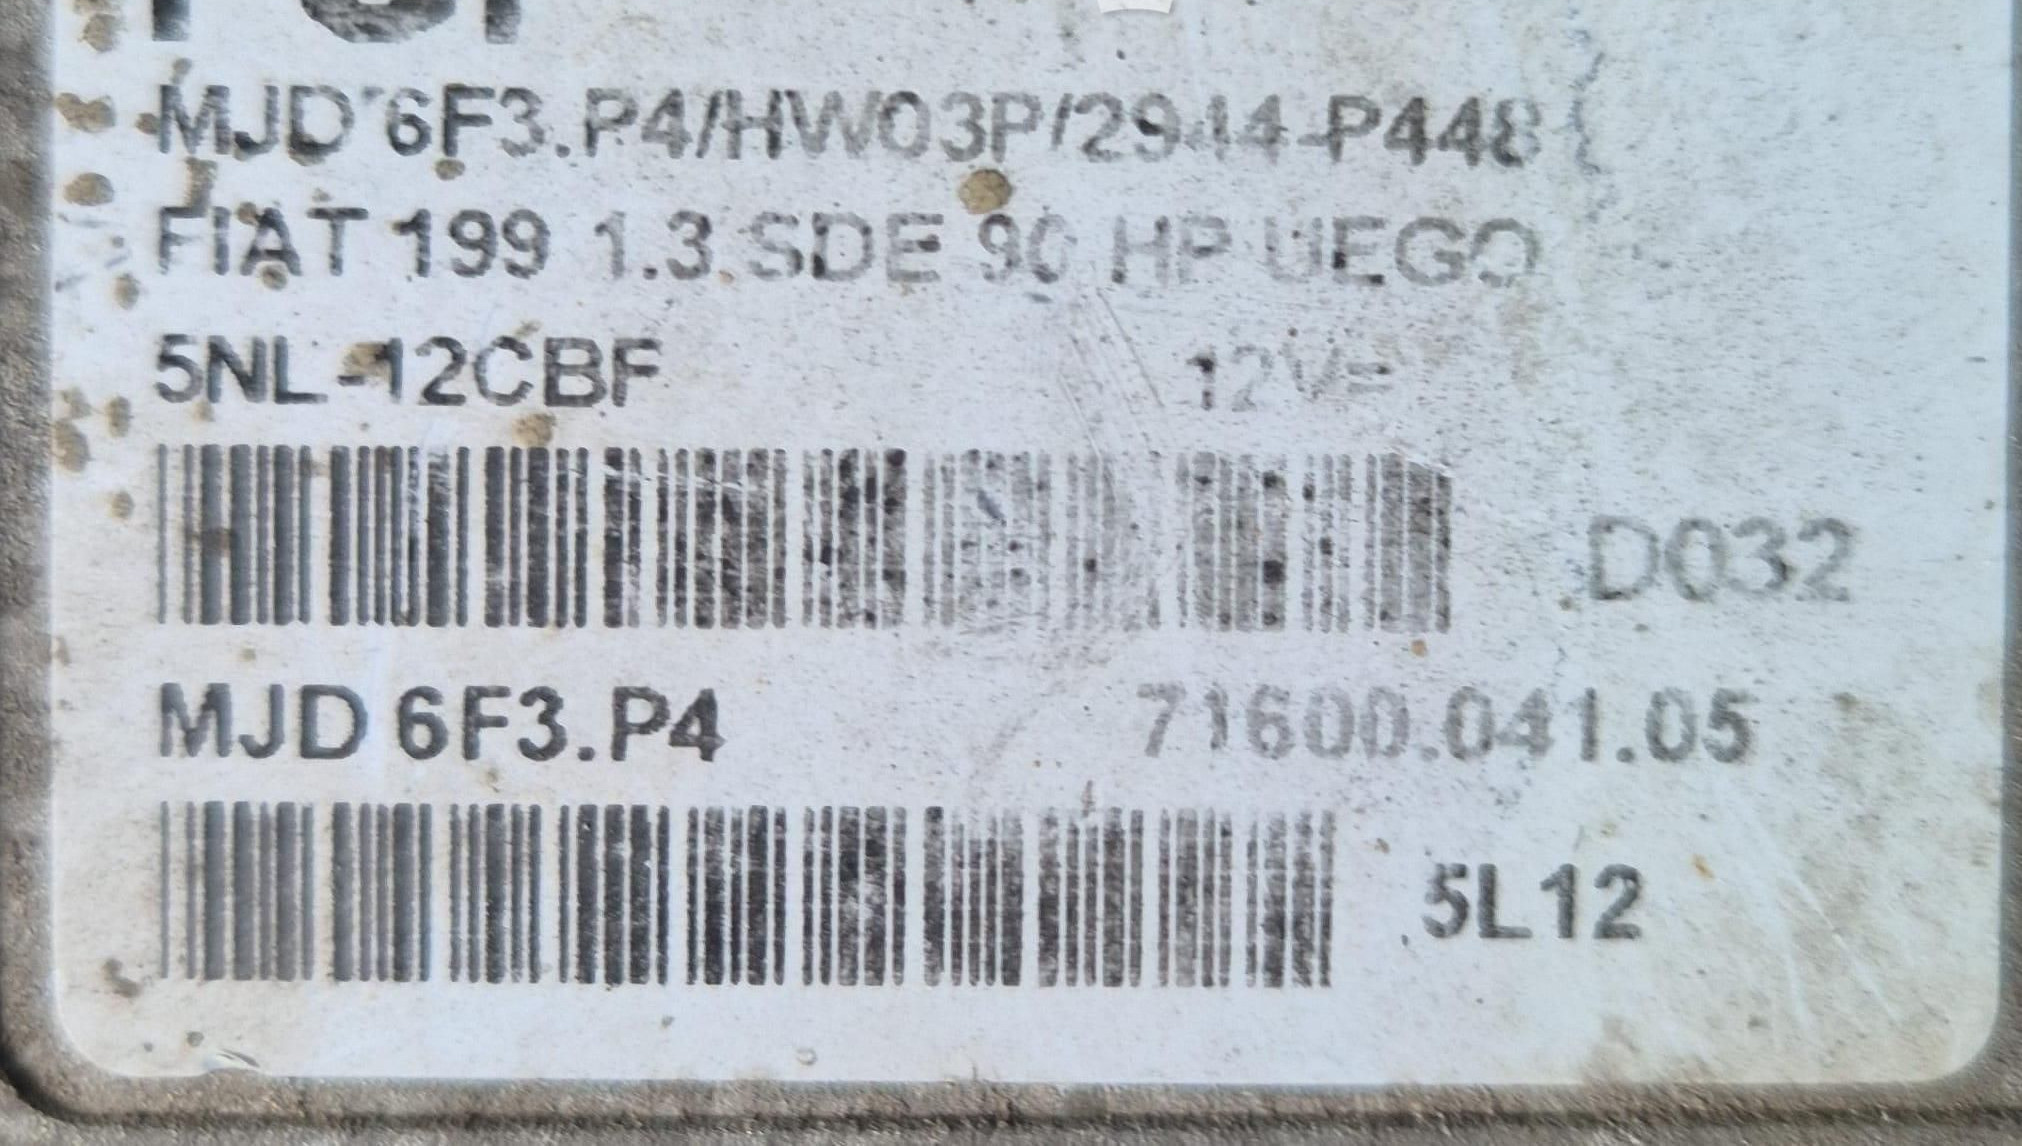 MJD 6F3.P4/HW03P/2944-P448
FIAT 199 1.3 SDE 90 HP UEGO
5NL-12CBF 12V=
D032
MJD 6F3.P4 71600.041.05
5L12